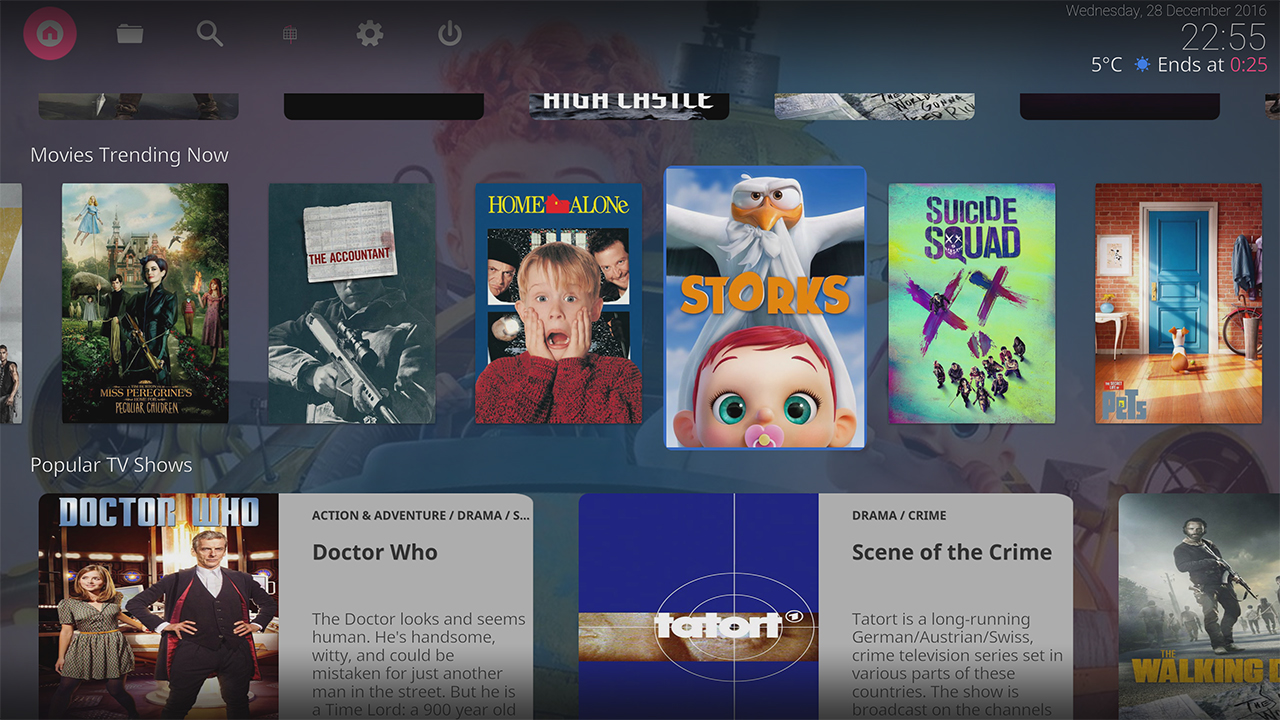 Wednesday, 28 December 2016
22:55
5°C Ends at 0:25
HIGH CASTLE
Movies Trending Now
MISS PEREGRINE'S
HOME FOR
PECULIAR CHILDREN
THE ACCOUNTANT
HOME ALONe
STORKS
SUICIDE
SQUAD
THE SECRET LIFE OF
PeTs
Popular TV Shows
DOCTOR WHO
ACTION & ADVENTURE / DRAMA / S...
Doctor Who
The Doctor looks and seems
human. He's handsome,
witty, and could be
mistaken for just another
man in the street. But he is
a Time Lord: a 900 year old
tatort
DRAMA / CRIME
Scene of the Crime
Tatort is a long-running
German/Austrian/Swiss,
crime television series set in
various parts of these
countries. The show is
broadcast on the channels
THE
WALKING D